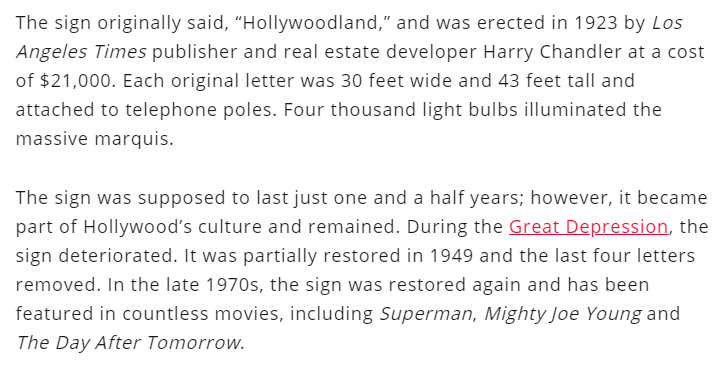 The sign originally said, “Hollywoodland,” and was erected in 1923 by Los
Angeles Times publisher and real estate developer Harry Chandler at a cost
of $21,000. Each original letter was 30 feet wide and 43 feet tall and
attached to telephone poles. Four thousand light bulbs illuminated the
massive marquis.
The sign was supposed to last just one and a half years; however, it became
part of Hollywood’s culture and remained. During the Great Depression, the
sign deteriorated. It was partially restored in 1949 and the last four letters
removed. In the late 1970s, the sign was restored again and has been
featured in countless movies, including Superman, Mighty Joe Young and
The Day After Tomorrow.